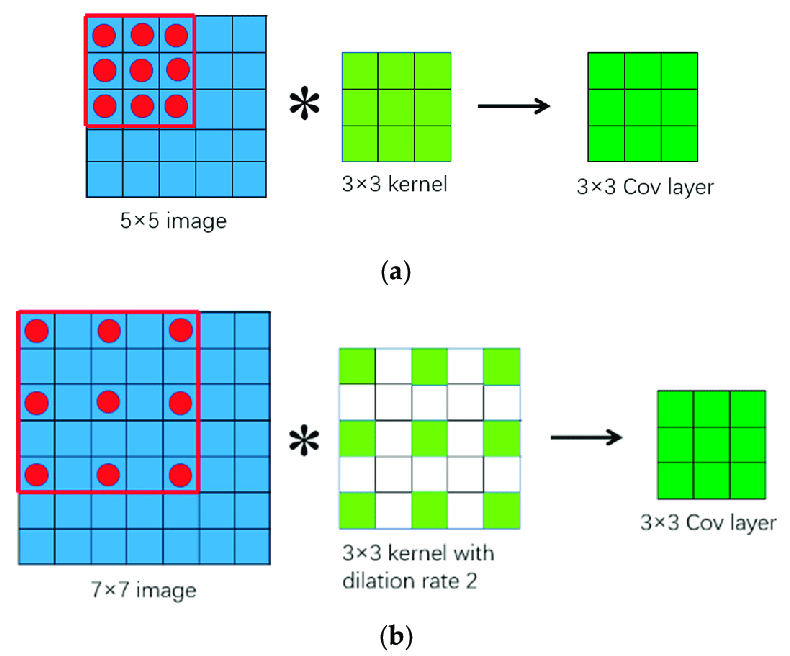 *
3×3 kernel
3×3 Cov layer
5×5 image
(a)
*
3×3 kernel with
dilation rate 2
3×3 Cov layer
7×7 image
(b)